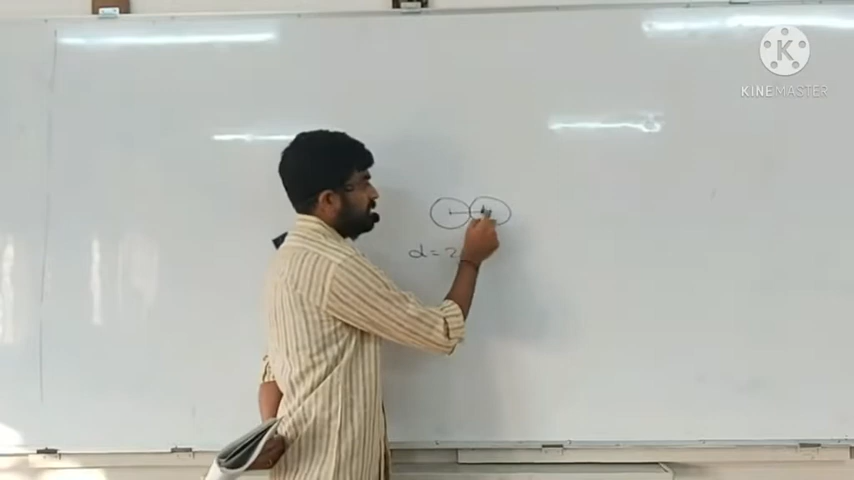 K
KINEMASTER
d = 2